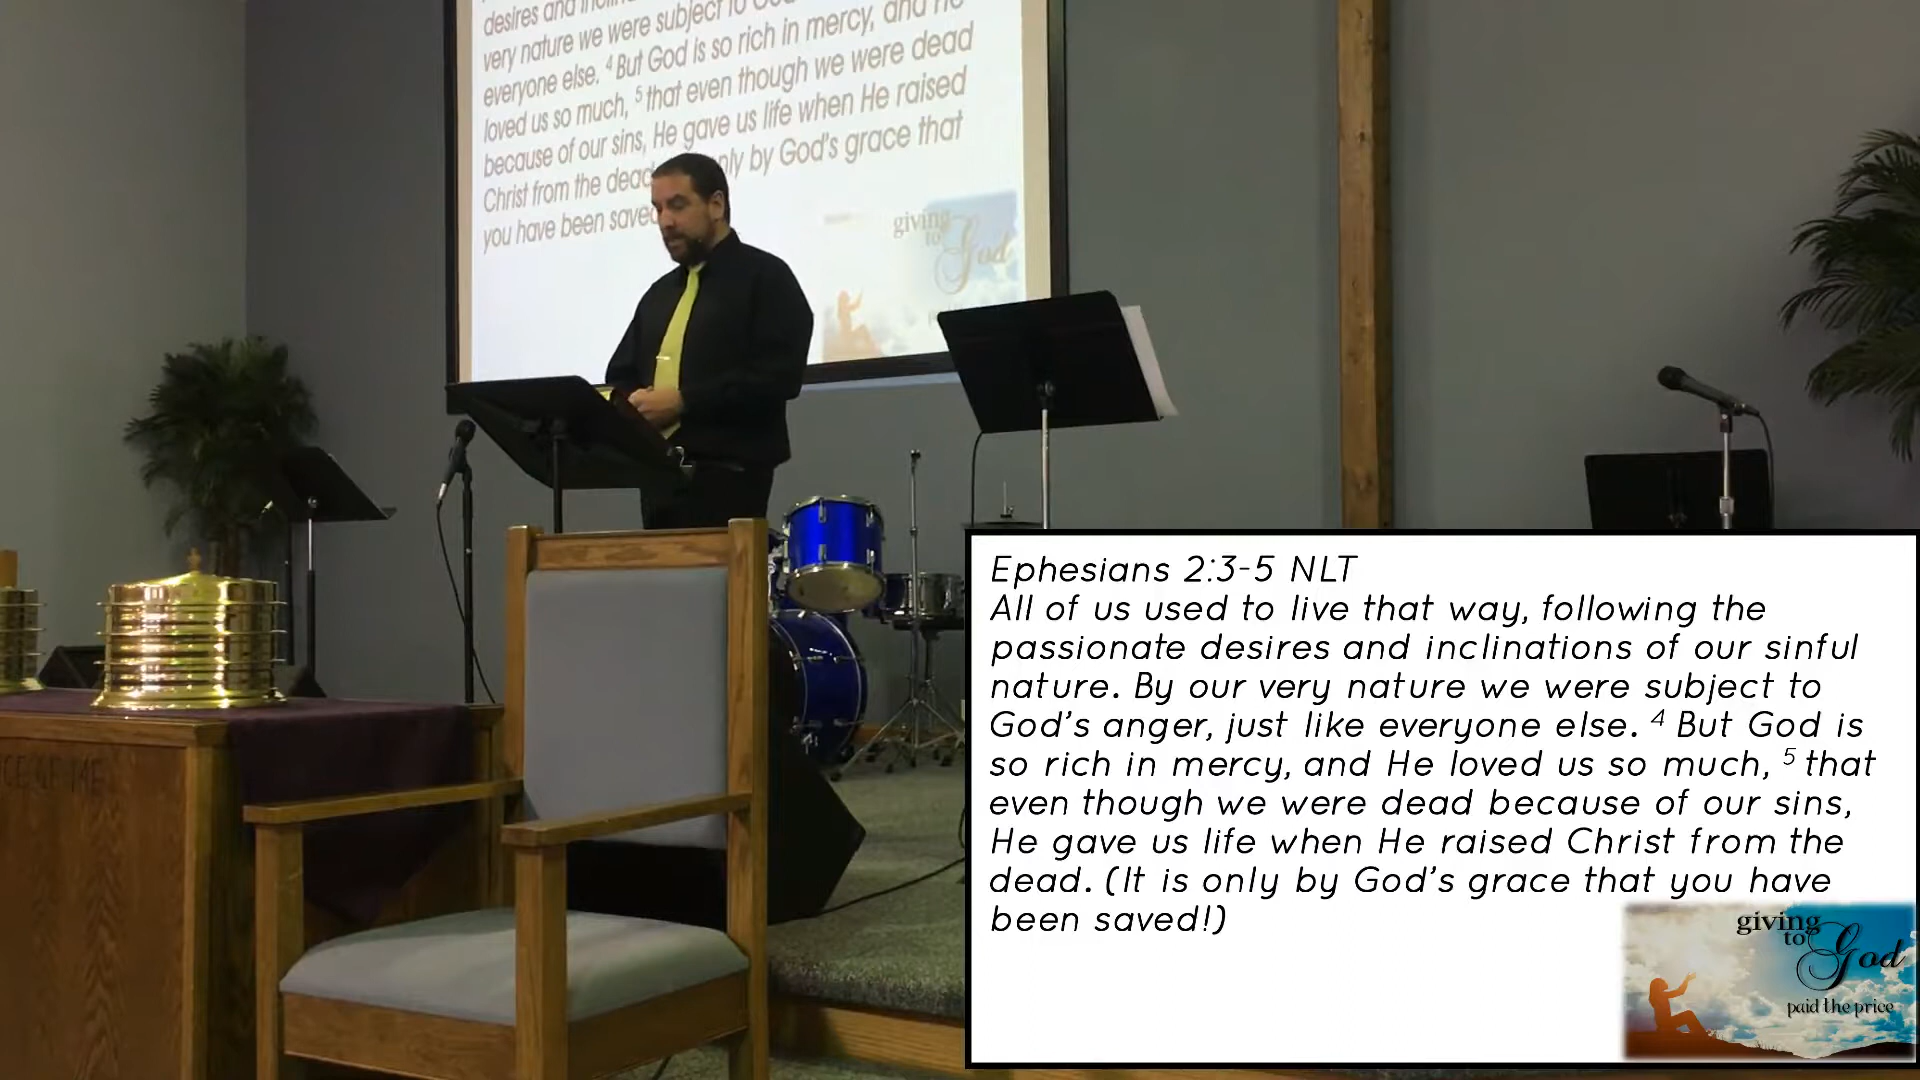 desires and
very nature we were subject to God
everyone else. 4 But God is so rich in mercy, and He
loved us so much, 5 that even though we were dead
because of our sins, He gave us life when He raised
Christ from the dead only by God's grace that
you have been saved
giving
to
God
Ephesians 2:3-5 NLT
All of us used to live that way, following the
passionate desires and inclinations of our sinful
nature. By our very nature we were subject to
God's anger, just like everyone else. 4 But God is
so rich in mercy, and He loved us so much, 5 that
even though we were dead because of our sins,
He gave us life when He raised Christ from the
dead. (It is only by God's grace that you have
been saved!)
giving
to
God
paid the price